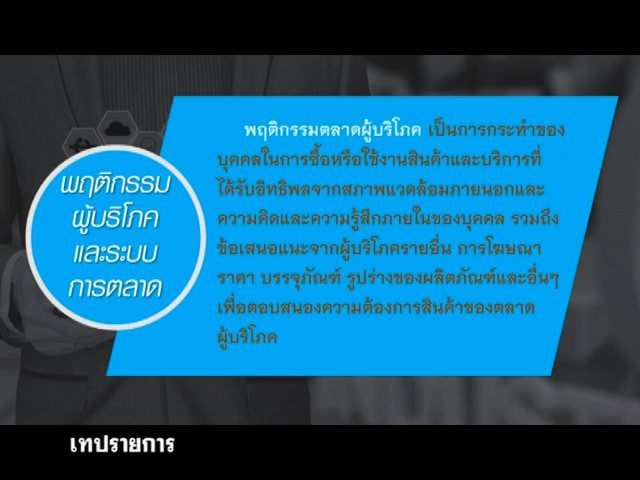 พฤติกรรม
ผู้บริโภค
และระบบ
การตลาด
พฤติกรรมตลาดผู้บริโภค เป็นการกระทำของ
บุคคลในการซื้อหรือใช้งานสินค้าและบริการที่
ได้รับอิทธิพลจากสภาพแวดล้อมภายนอกและ
ความคิดและความรู้สึกภายในของบุคคล รวมถึง
ข้อเสนอแนะจากผู้บริโภครายอื่น การโฆษณา
ราคา บรรจุภัณฑ์ รูปร่างของผลิตภัณฑ์และอื่นๆ
เพื่อตอบสนองความต้องการสินค้าของตลาด
ผู้บริโภค
เทปรายการ